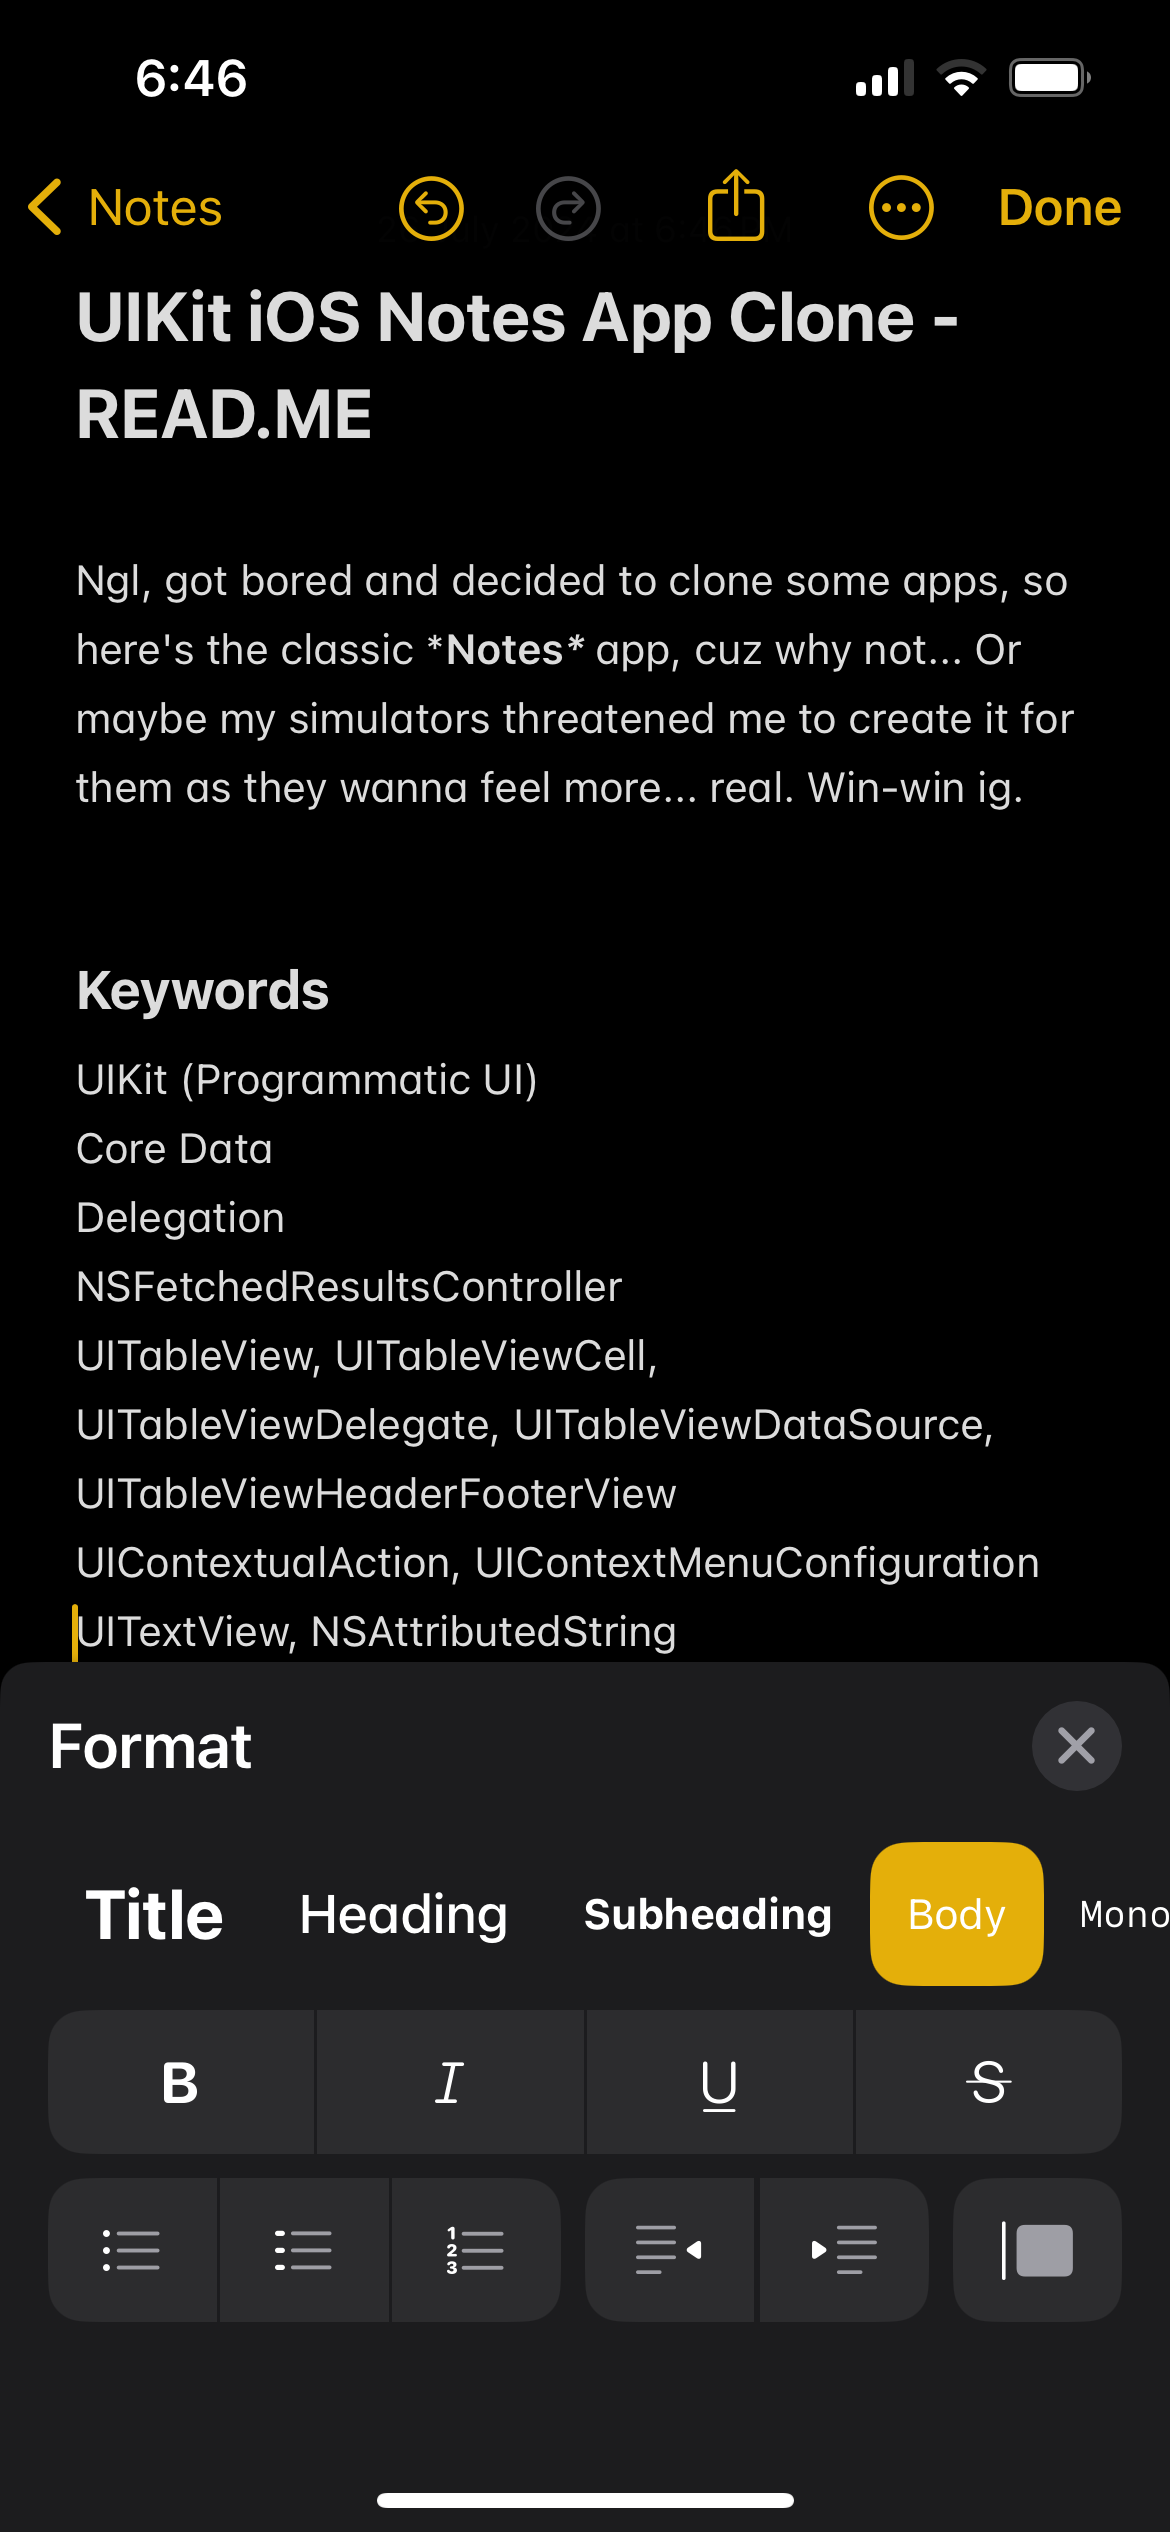 6:46
Notes
Done
UIKit iOS Notes App Clone -
READ.ME
Ngl, got bored and decided to clone some apps, so
here's the classic *Notes* app, cuz why not... Or
maybe my simulators threatened me to create it for
them as they wanna feel more... real. Win-win ig.
Keywords
UIKit (Programmatic UI)
Core Data
Delegation
NSFetchedResultsController
UITableView, UITableViewCell,
UITableViewDelegate, UITableViewDataSource,
UITableViewHeaderFooterView
UIContextualAction, UIContextMenuConfiguration
UITextView, NSAttributedString
Format
Title Heading Subheading Body Mono
B I U S
1
2
3